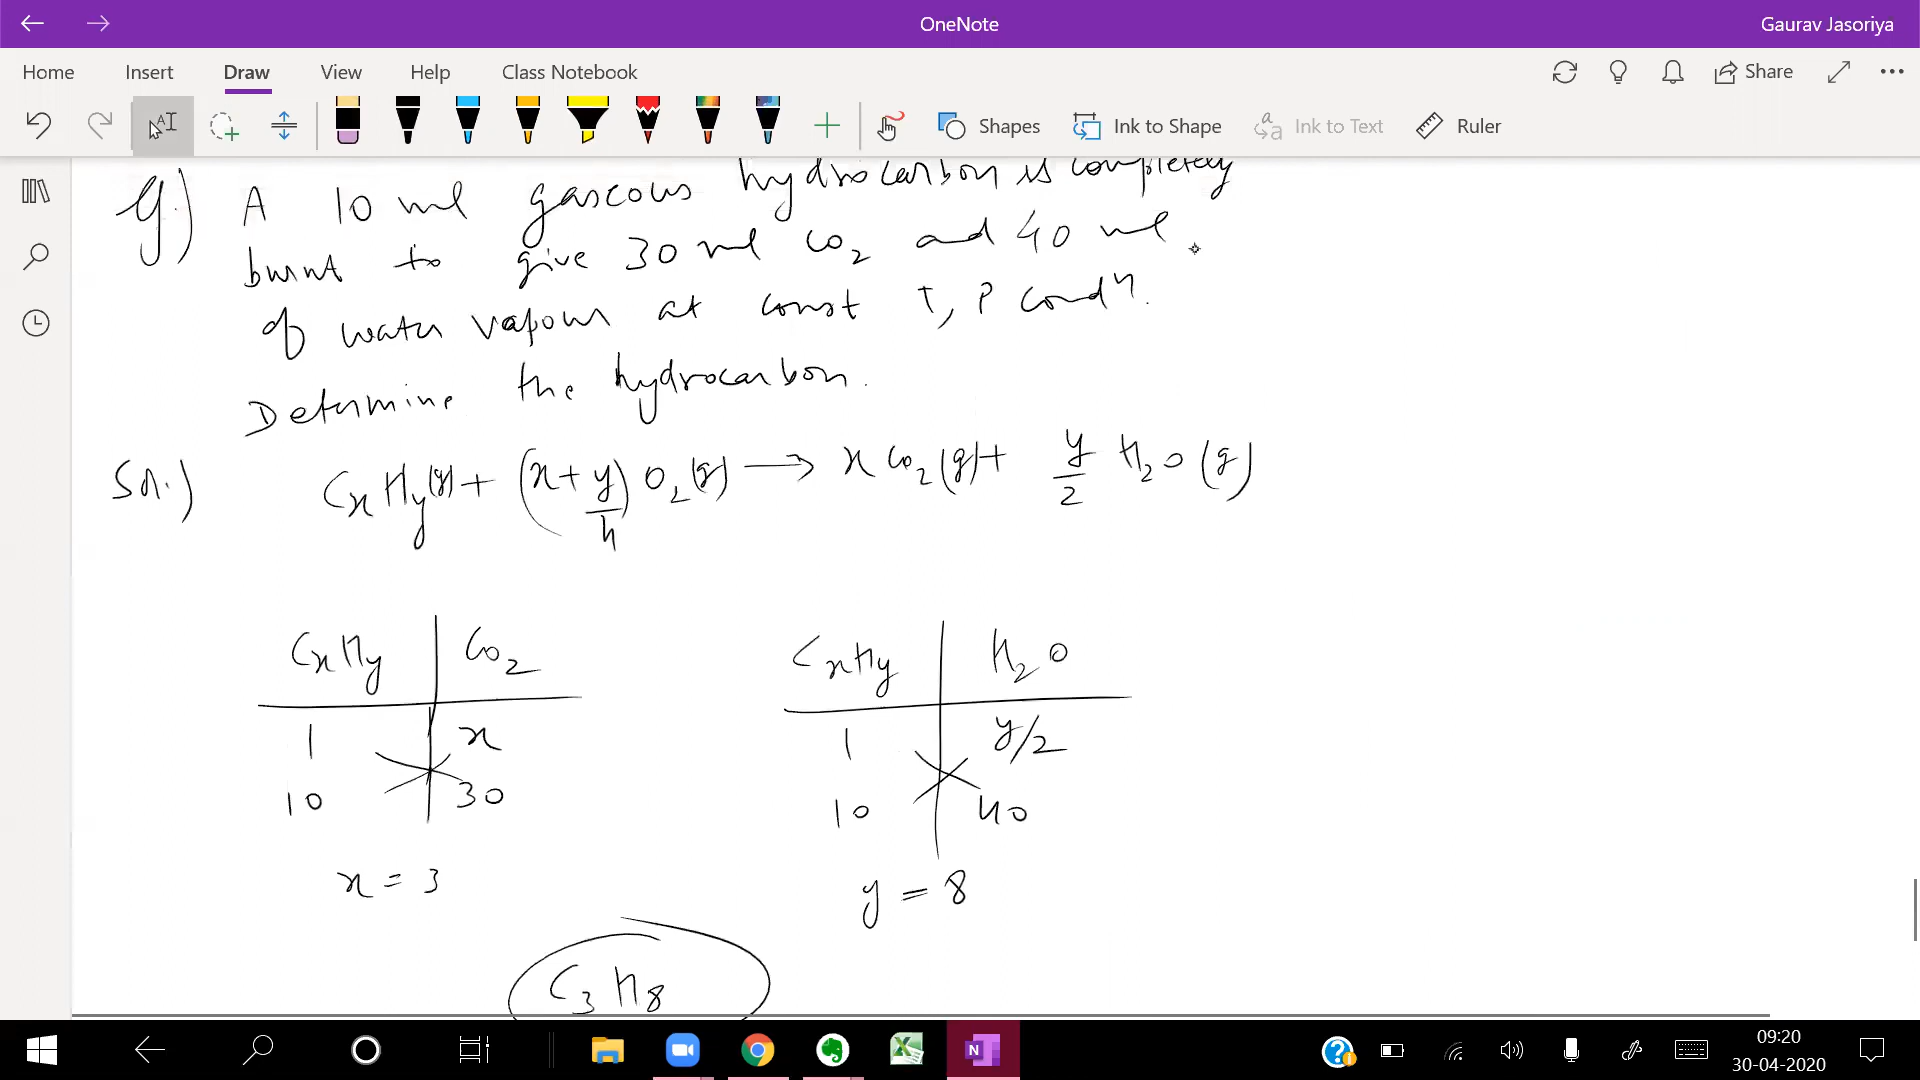 OneNote
Gaurav Jasoriya
Home Insert Draw View Help Class Notebook Share
Shapes Ink to Shape Ink to Text Ruler
g.) A 10 ml gaseous hydrocarbon is completely
burnt to give 30 ml CO2 and 40 ml
of water vapour at const T, P condn.
Determine the hydrocarbon.
Sol.) CxHy(g) + (x+y/4) O2(g) → x CO2(g) + y/2 H2O(g)
CxHy | CO2 CxHy | H2O
1 x 1 y/2
10 30 10 40
x = 3 y = 8
C3H8
09:20
30-04-2020